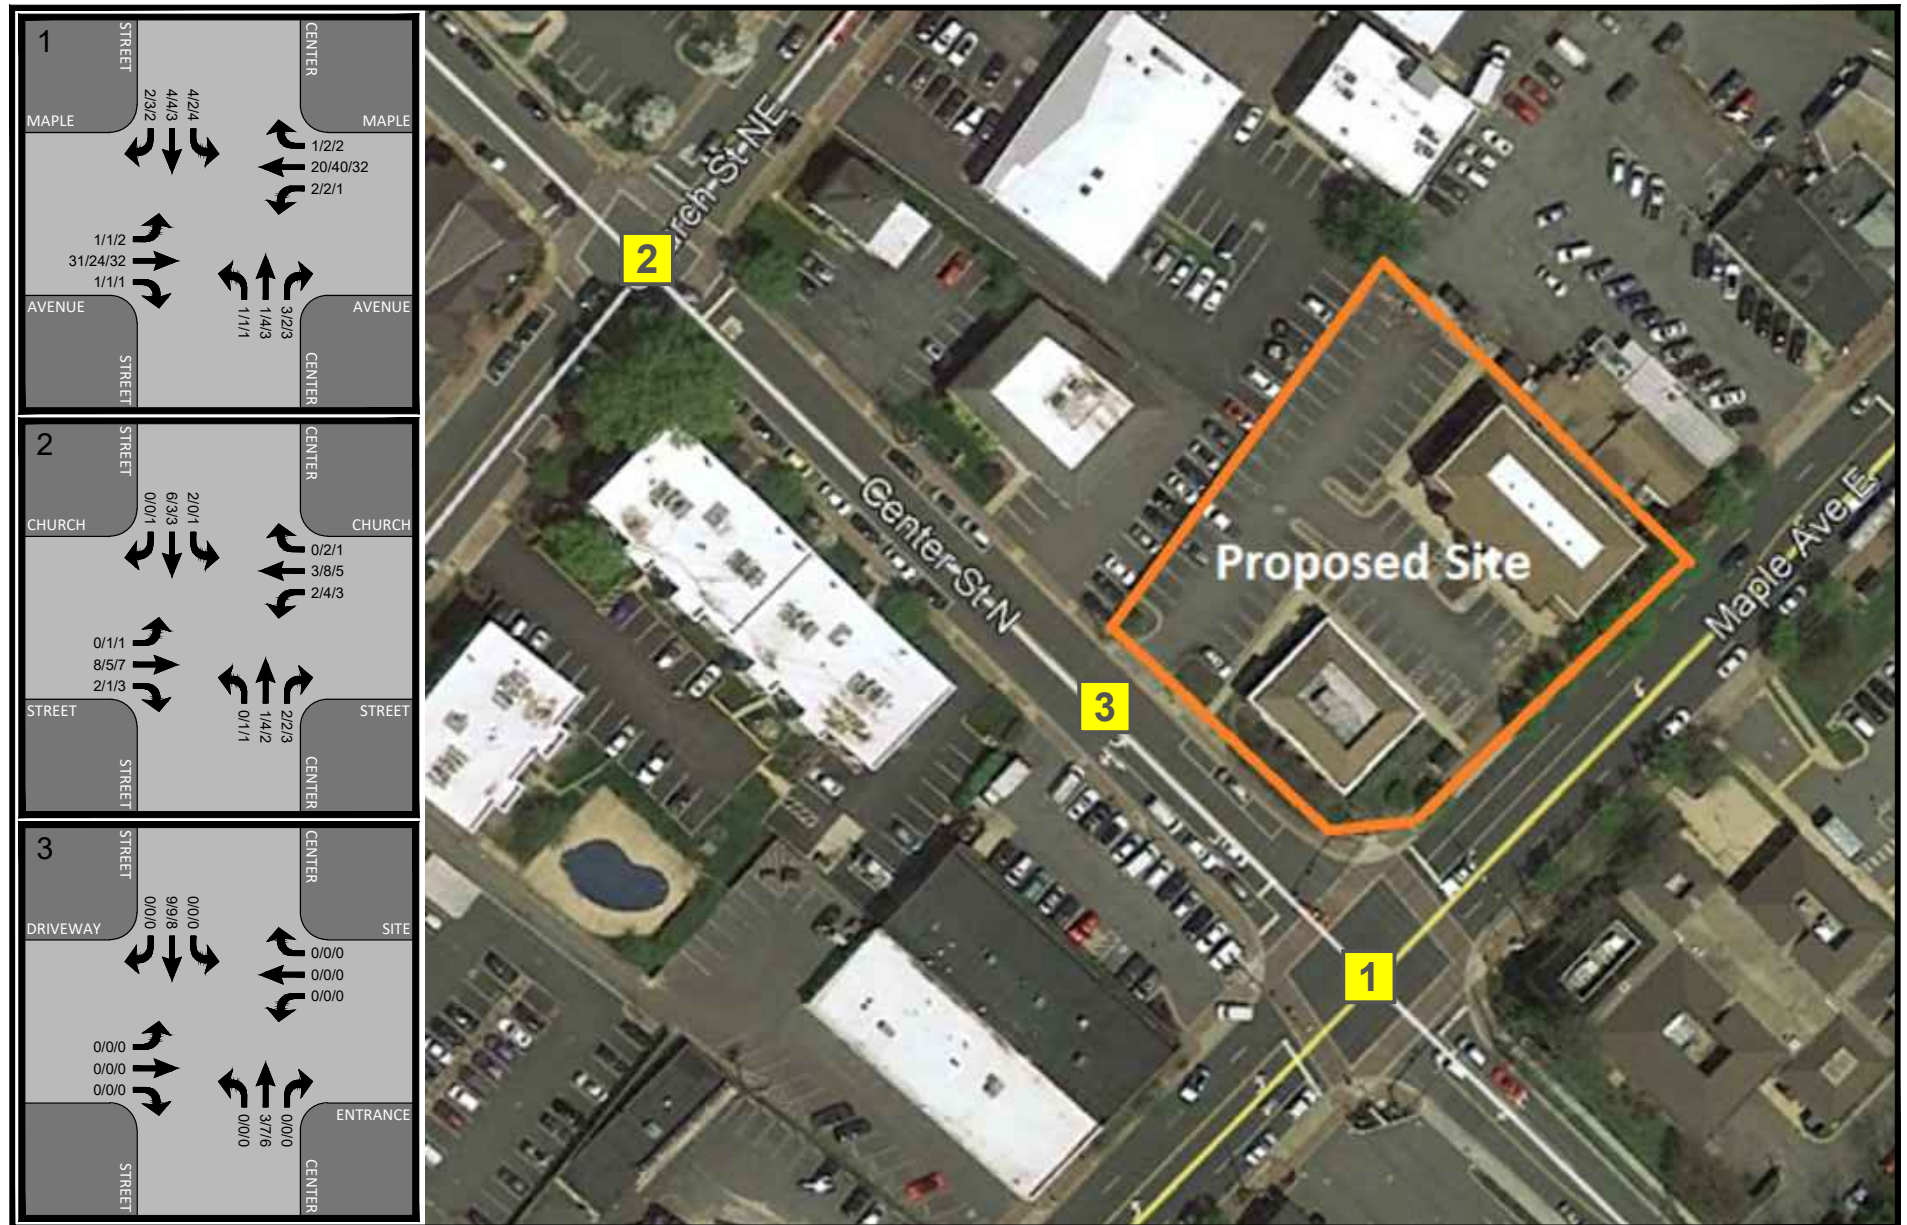 1
STREET
CENTER
MAPLE
MAPLE
2/3/2
4/4/3
4/2/4
1/2/2
20/40/32
2/2/1
1/1/2
31/24/32
1/1/1
1/1/1
1/4/3
3/2/3
AVENUE
AVENUE
STREET
CENTER
2
STREET
CENTER
CHURCH
CHURCH
0/0/1
6/3/3
2/0/1
0/2/1
3/8/5
2/4/3
0/1/1
8/5/7
2/1/3
0/1/1
1/4/2
2/2/3
STREET
STREET
STREET
CENTER
3
STREET
CENTER
DRIVEWAY
SITE
0/0/0
9/9/8
0/0/0
0/0/0
0/0/0
0/0/0
0/0/0
0/0/0
0/0/0
0/0/0
3/7/6
0/0/0
ENTRANCE
STREET
CENTER
St-NE
2
Center St-N
Proposed Site
Maple Ave E
3
1